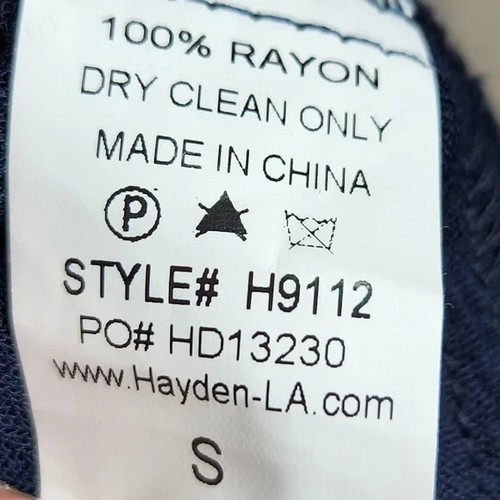 100% RAYON
DRY CLEAN ONLY
MADE IN CHINA
P
STYLE# H9112
PO# HD13230
www.Hayden-LA.com
S